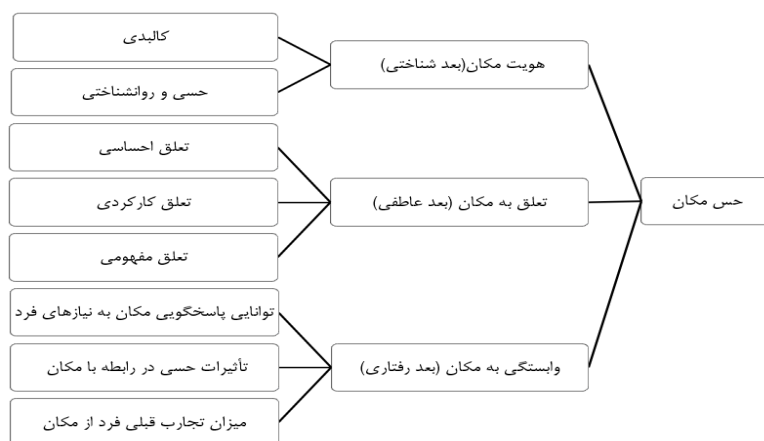 حس مکان
هویت مکان(بعد شناختی)
کالبدی
حسی و روانشناختی
تعلق به مکان (بعد عاطفی)
تعلق احساسی
تعلق کارکردی
تعلق مفهومی
وابستگی به مکان (بعد رفتاری)
توانایی پاسخگویی مکان به نیازهای فرد
تأثیرات حسی در رابطه با مکان
میزان تجارب قبلی فرد از مکان